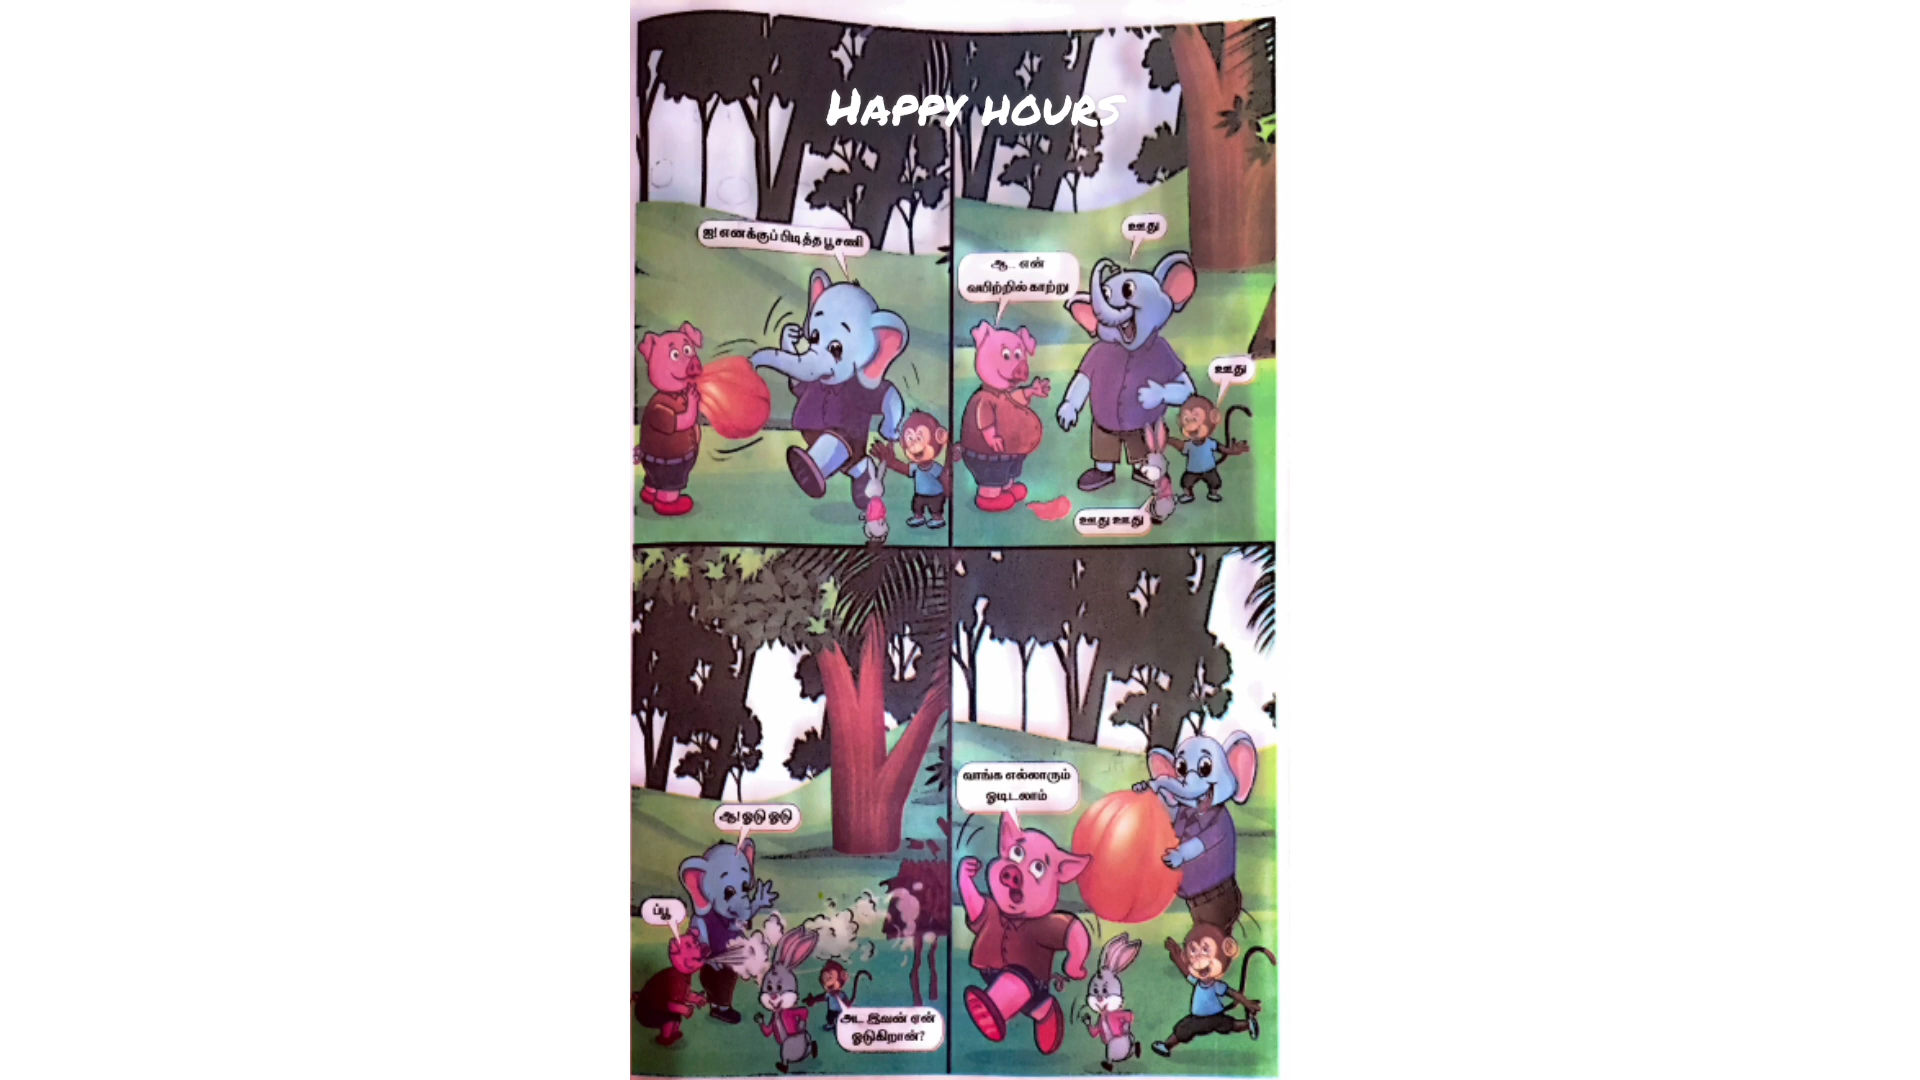 HAPPY HOURS
ஐ! எனக்குப் பிடித்த பூசணி
ஆ... என்
வயிற்றில் காற்று
ஊது
ஊது
ஊது ஊது
ஆ! ஓடு ஓடு
ப்பூ
அட... இவன் ஏன்
ஓடுகிறான்?
வாங்க எல்லாரும்
ஓடிடலாம்